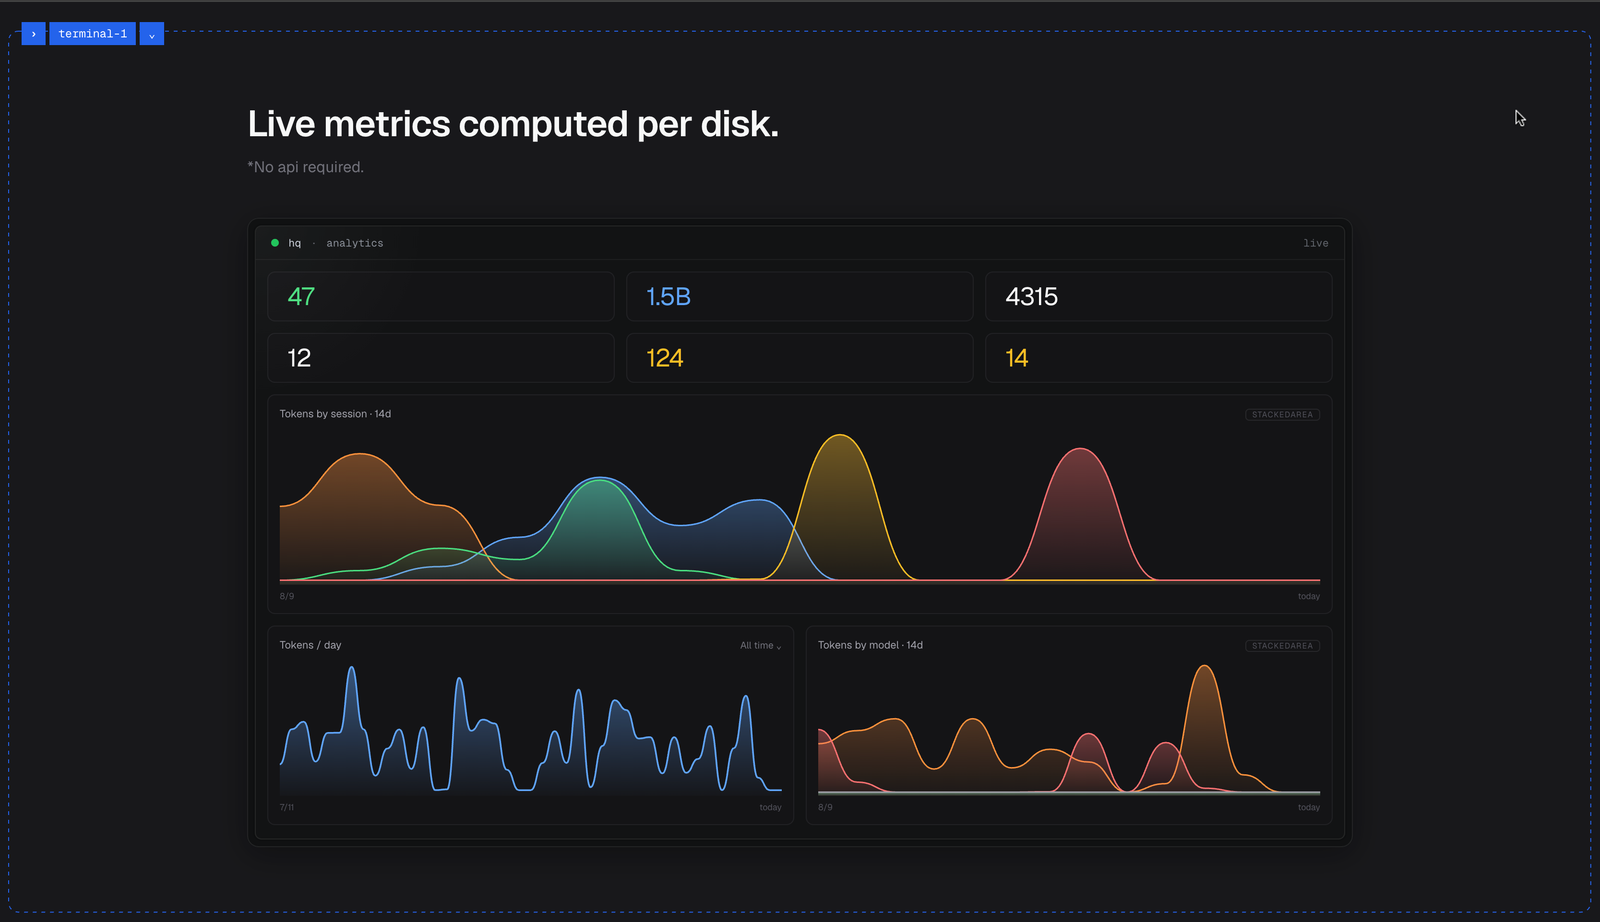 › terminal-1 ⌄
Live metrics computed per disk.
*No api required.
hq · analytics
live
47
1.5B
4315
12
124
14
Tokens by session · 14d
STACKEDAREA
8/9
today
Tokens / day
All time ⌄
7/11
today
Tokens by model · 14d
STACKEDAREA
8/9
today